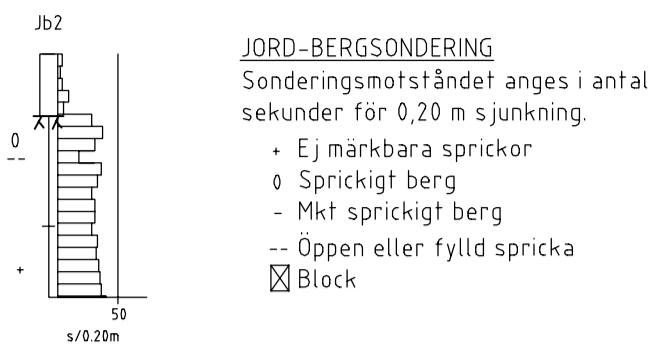 Jb2
0
--
+
50
s/0.20m
JORD-BERGSONDERING
Sonderingsmotståndet anges i antal
sekunder för 0,20 m sjunkning.
+ Ej märkbara sprickor
0 Sprickigt berg
- Mkt sprickigt berg
-- Öppen eller fylld spricka
Block